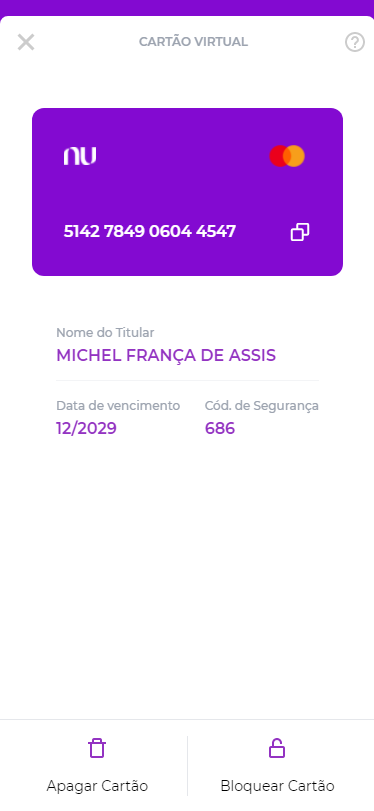 CARTÃO VIRTUAL
nu
5142 7849 0604 4547
Nome do Titular
MICHEL FRANÇA DE ASSIS
Data de vencimento Cód. de Segurança
12/2029 686
Apagar Cartão Bloquear Cartão